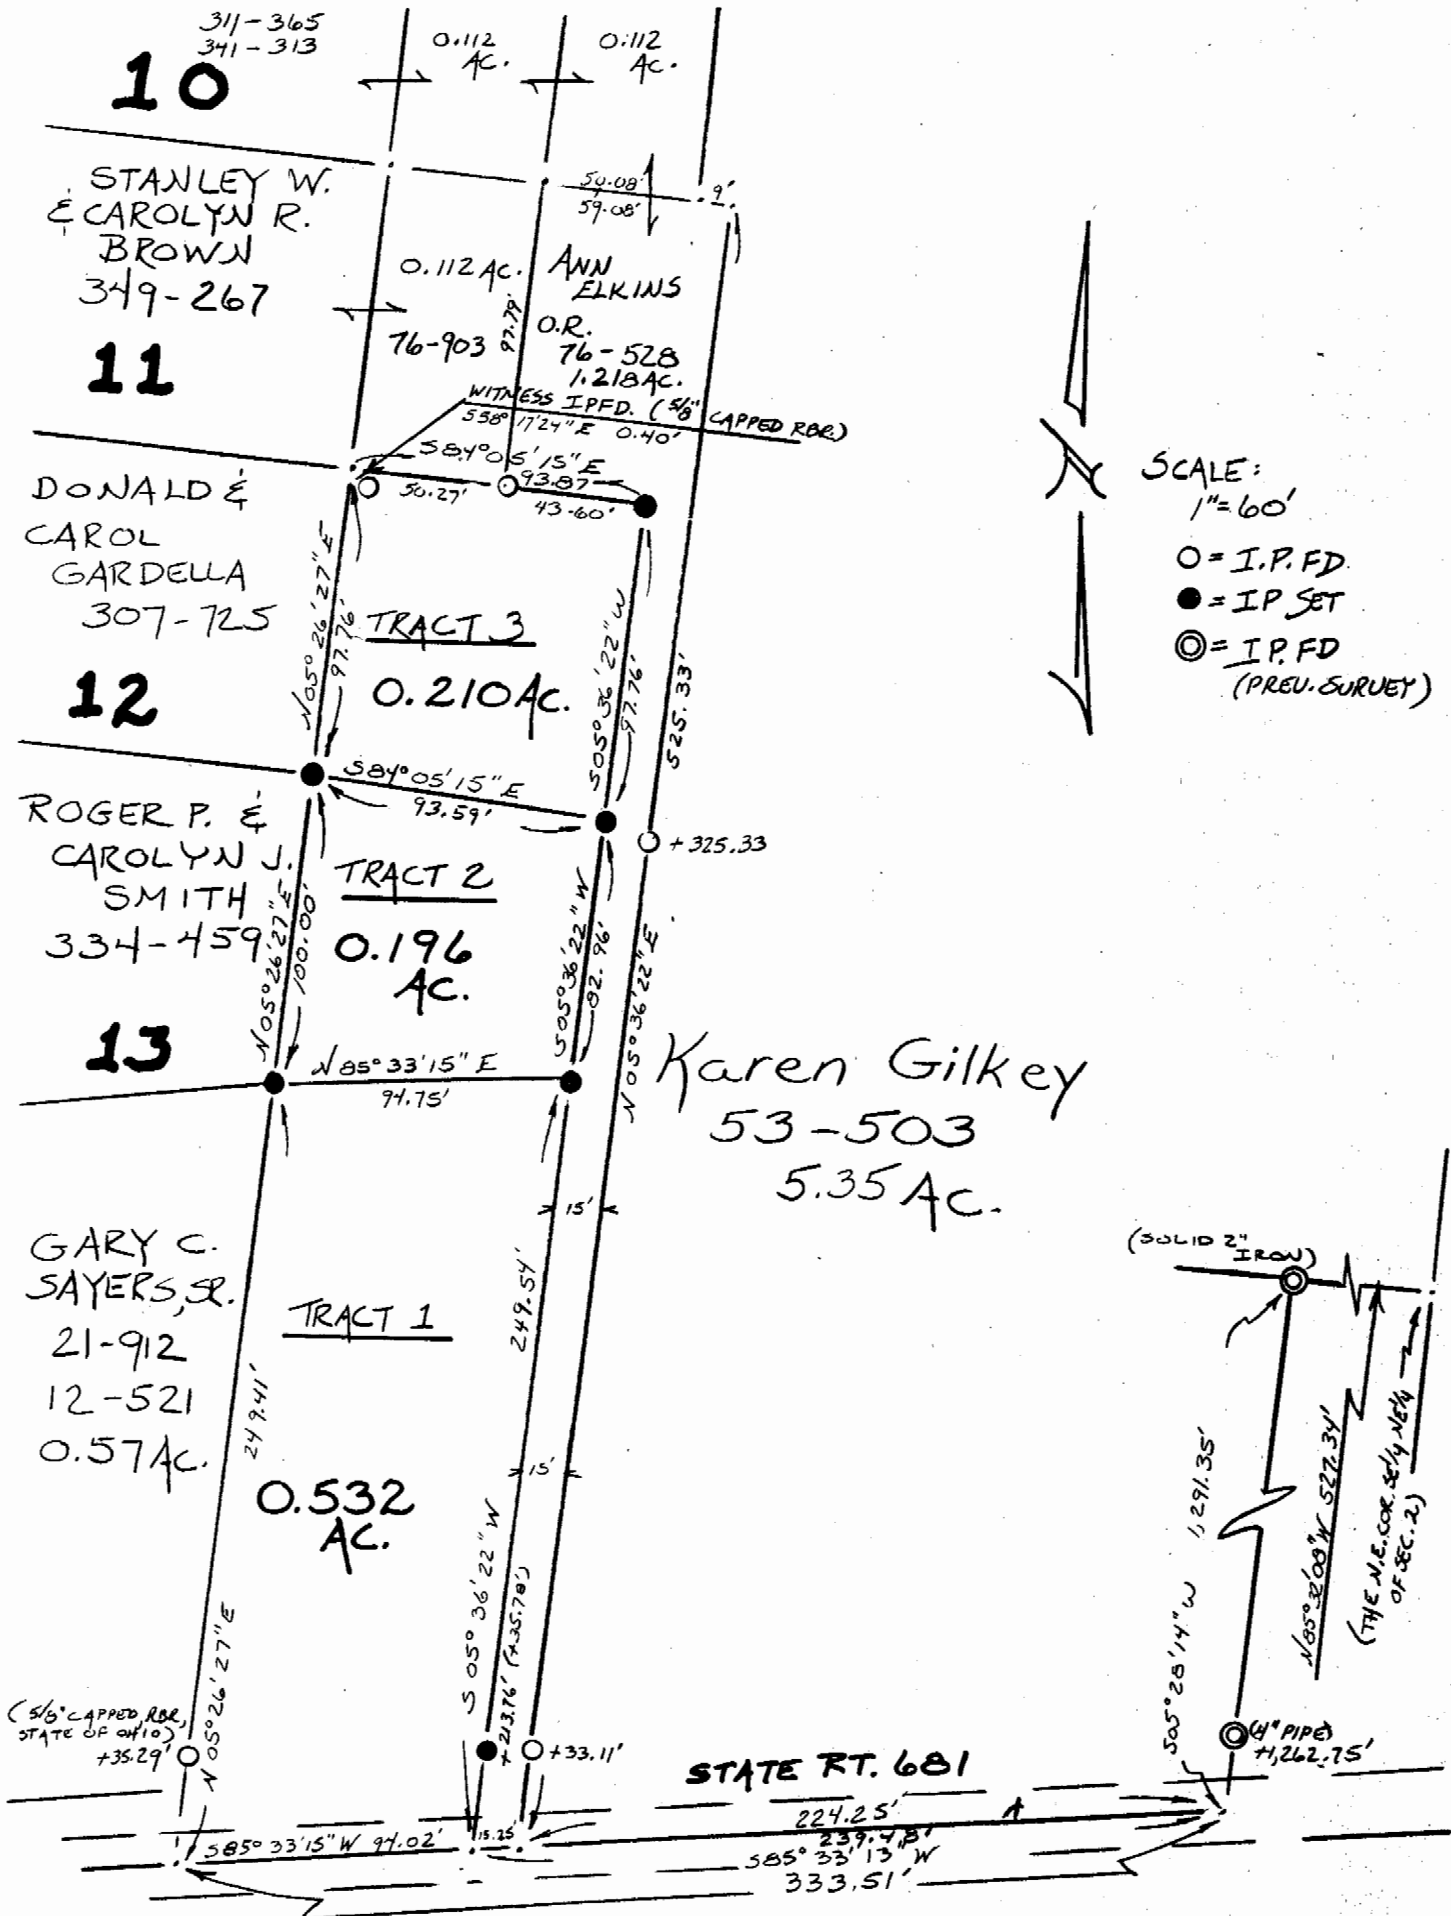 311-365
341-313
10
0.112
AC.
0.112
AC.
STANLEY W.
& CAROLYN R.
BROWN
349-267
50.08'
59.08'
9'
0.112 AC.
97.79'
76-903
ANN
ELKINS
O.R.
76-528
1.218 AC.
11
WITNESS IPFD. (5/8" CAPPED RBR.)
S58° 17'24" E 0.40'
S84°05'15" E
93.87
50.27'
43.60'
DONALD &
CAROL
GARDELLA
307-725
N05°26'27" E
97.76'
TRACT 3
0.210 AC.
S05°36'22" W
97.76'
525.33'
12
SCALE:
1"=60'
○ = I.P. FD.
● = IP SET
◎ = I.P. FD
(PREV. SURVEY)
S84°05'15" E
93.59'
+325.33
ROGER P. &
CAROLYN J.
SMITH
334-459
N05°26'27" E
100.00'
TRACT 2
0.196
AC.
S05°36'22" W
82.96'
N05°36'22" E
13
N85°33'15" E
94.75'
Karen Gilkey
53-503
5.35 AC.
15'
GARY C.
SAYERS, SR.
21-912
12-521
0.57 AC.
TRACT 1
249.41'
249.54'
0.532
AC.
15'
N05°26'27" E
S05°36'22" W
+213.76' (+35.78')
(5/8" CAPPED RBR,
STATE OF OHIO)
+35.29'
+33.11'
(SOLID 2"
IRON)
1,291.35'
S05°28'14" W
N85°32'08" W 527.34'
(THE N.E. COR. SE1/4 NE1/4
OF SEC. 2)
(4" PIPE)
+1,262.75'
STATE RT. 681
S85°33'15" W 94.02'
15.25'
224.25'
239.48'
S85°33'13" W
333.51'